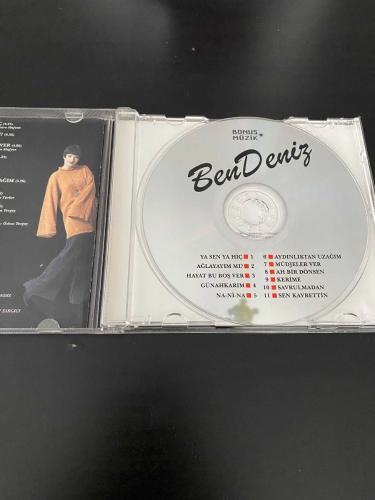 BONUS
MÜZİK
BenDeniz
YA SEN YA HİÇ 1
AĞLAYAYIM MI 2
HAYAT BU BOŞ VER 3
GÜNAHKARIM 4
NA-Nİ-NA 5
6 AYDINLIKTAN UZAĞIM
7 MÜDJELER VER
8 AH BİR DÖNSEN
9 KERİME
10 SAVRULMADAN
11 SEN KAYBETTİN